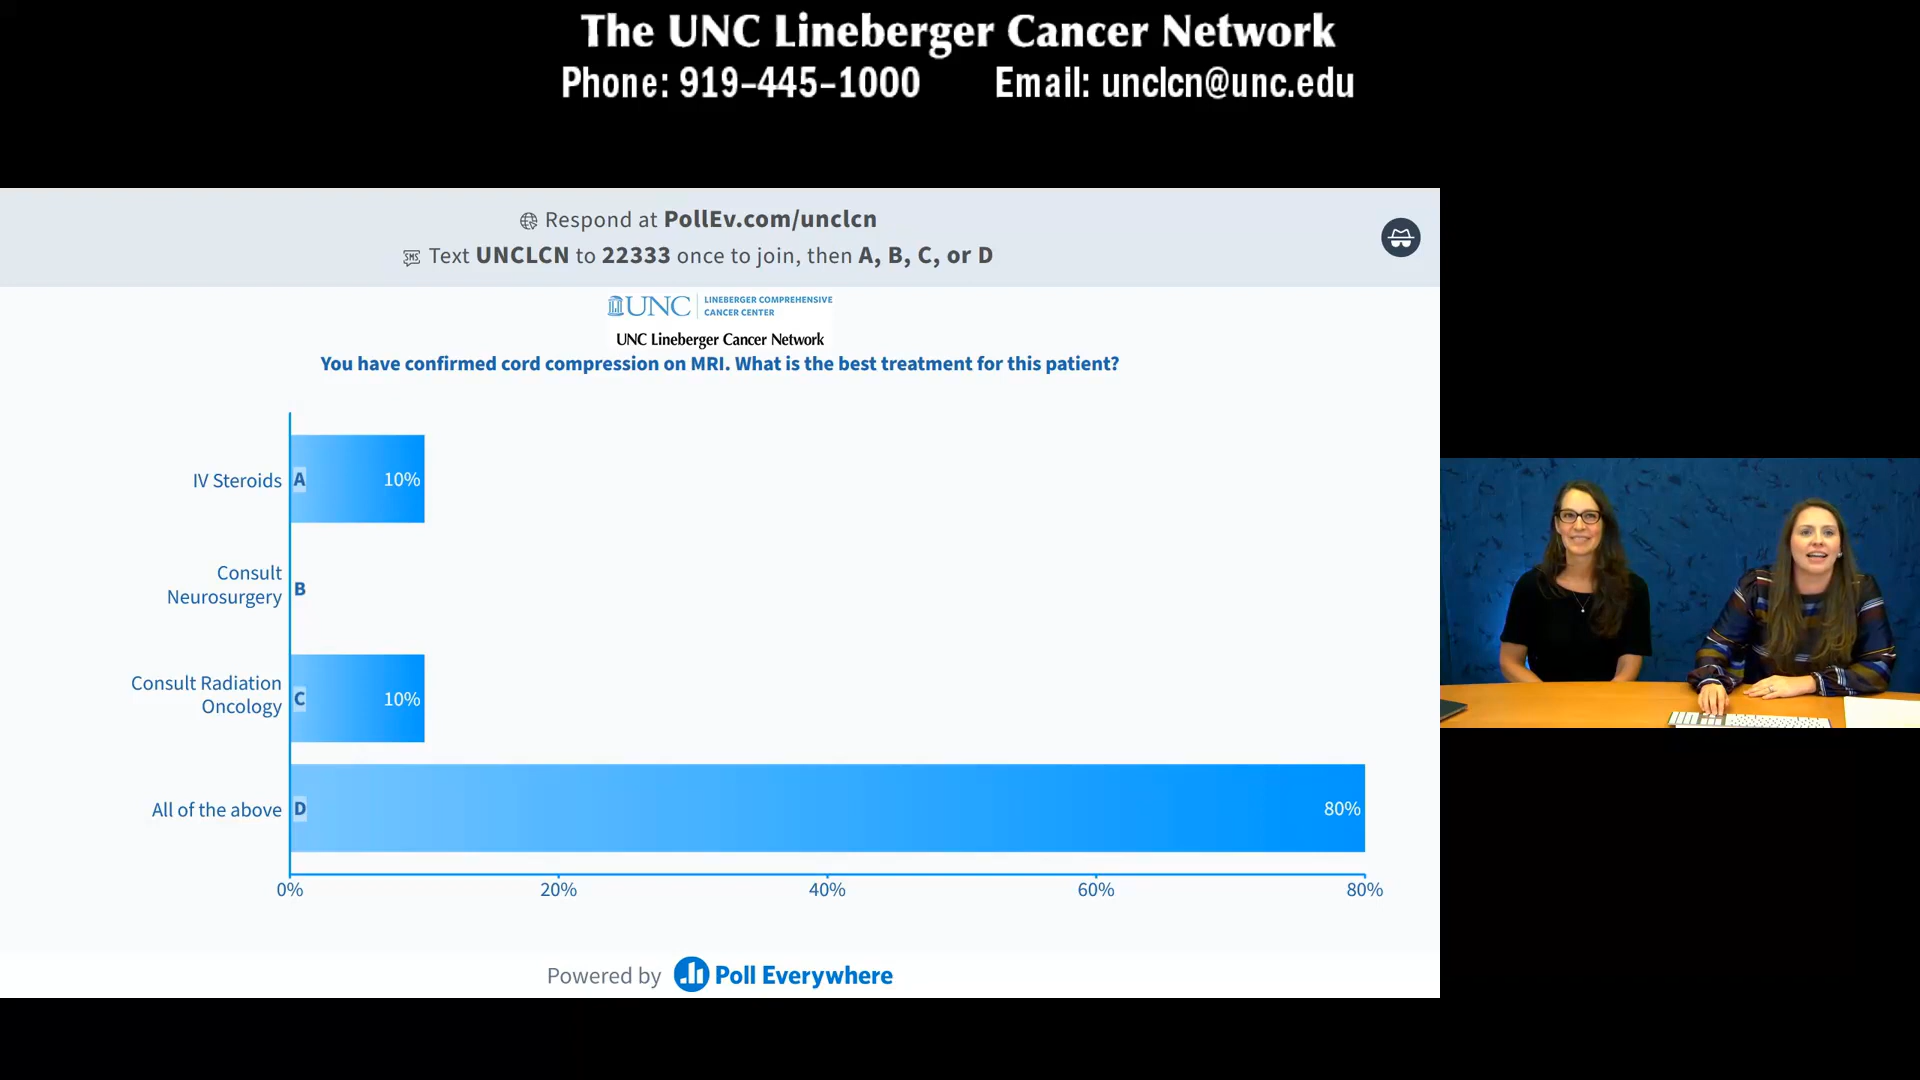 The UNC Lineberger Cancer Network
Phone: 919-445-1000 Email: unclcn@unc.edu
Respond at PollEv.com/unclcn
SMS Text UNCLCN to 22333 once to join, then A, B, C, or D
UNC LINEBERGER COMPREHENSIVE
CANCER CENTER
UNC Lineberger Cancer Network
You have confirmed cord compression on MRI. What is the best treatment for this patient?
IV Steroids A 10%
Consult
Neurosurgery B
Consult Radiation
Oncology C 10%
All of the above D 80%
0% 20% 40% 60% 80%
Powered by Poll Everywhere